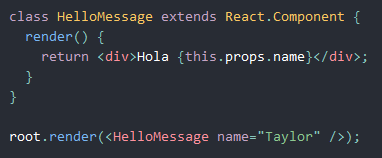 class HelloMessage extends React.Component {
  render() {
    return <div>Hola {this.props.name}</div>;
  }
}

root.render(<HelloMessage name="Taylor" />);